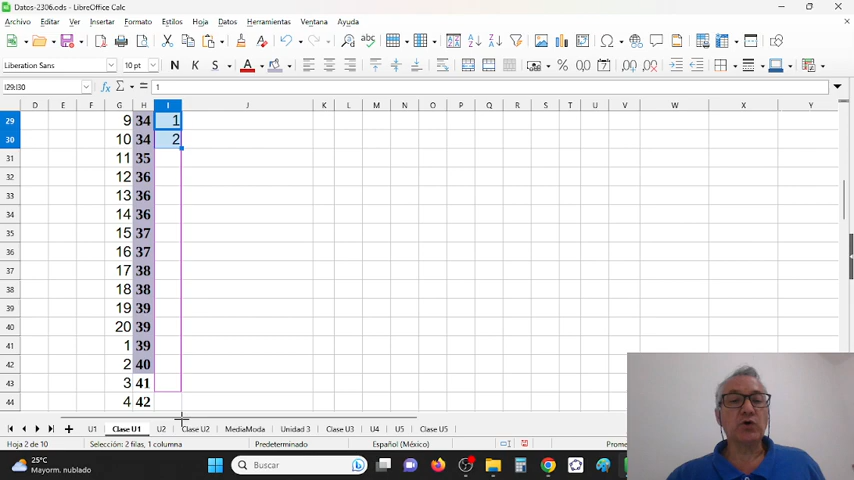 Datos-2306.ods - LibreOffice Calc
Archivo Editar Ver Insertar Formato Estilos Hoja Datos Herramientas Ventana Ayuda
Liberation Sans 10 pt N K S A
I29:I30 1
D E F G H I J K L M N O P Q R S T U V W X Y
29 9 34 1
30 10 34 2
31 11 35
32 12 36
33 13 36
34 14 36
35 15 37
36 16 37
37 17 38
38 18 38
39 19 39
40 20 39
41 1 39
42 2 40
43 3 41
44 4 42
U1 Clase U1 U2 Clase U2 MediaModa Unidad 3 Clase U3 U4 U5 Clase U5
Hoja 2 de 10 Selección: 2 filas, 1 columna Predeterminado Español (México)
25°C
Mayorm. nublado
Buscar